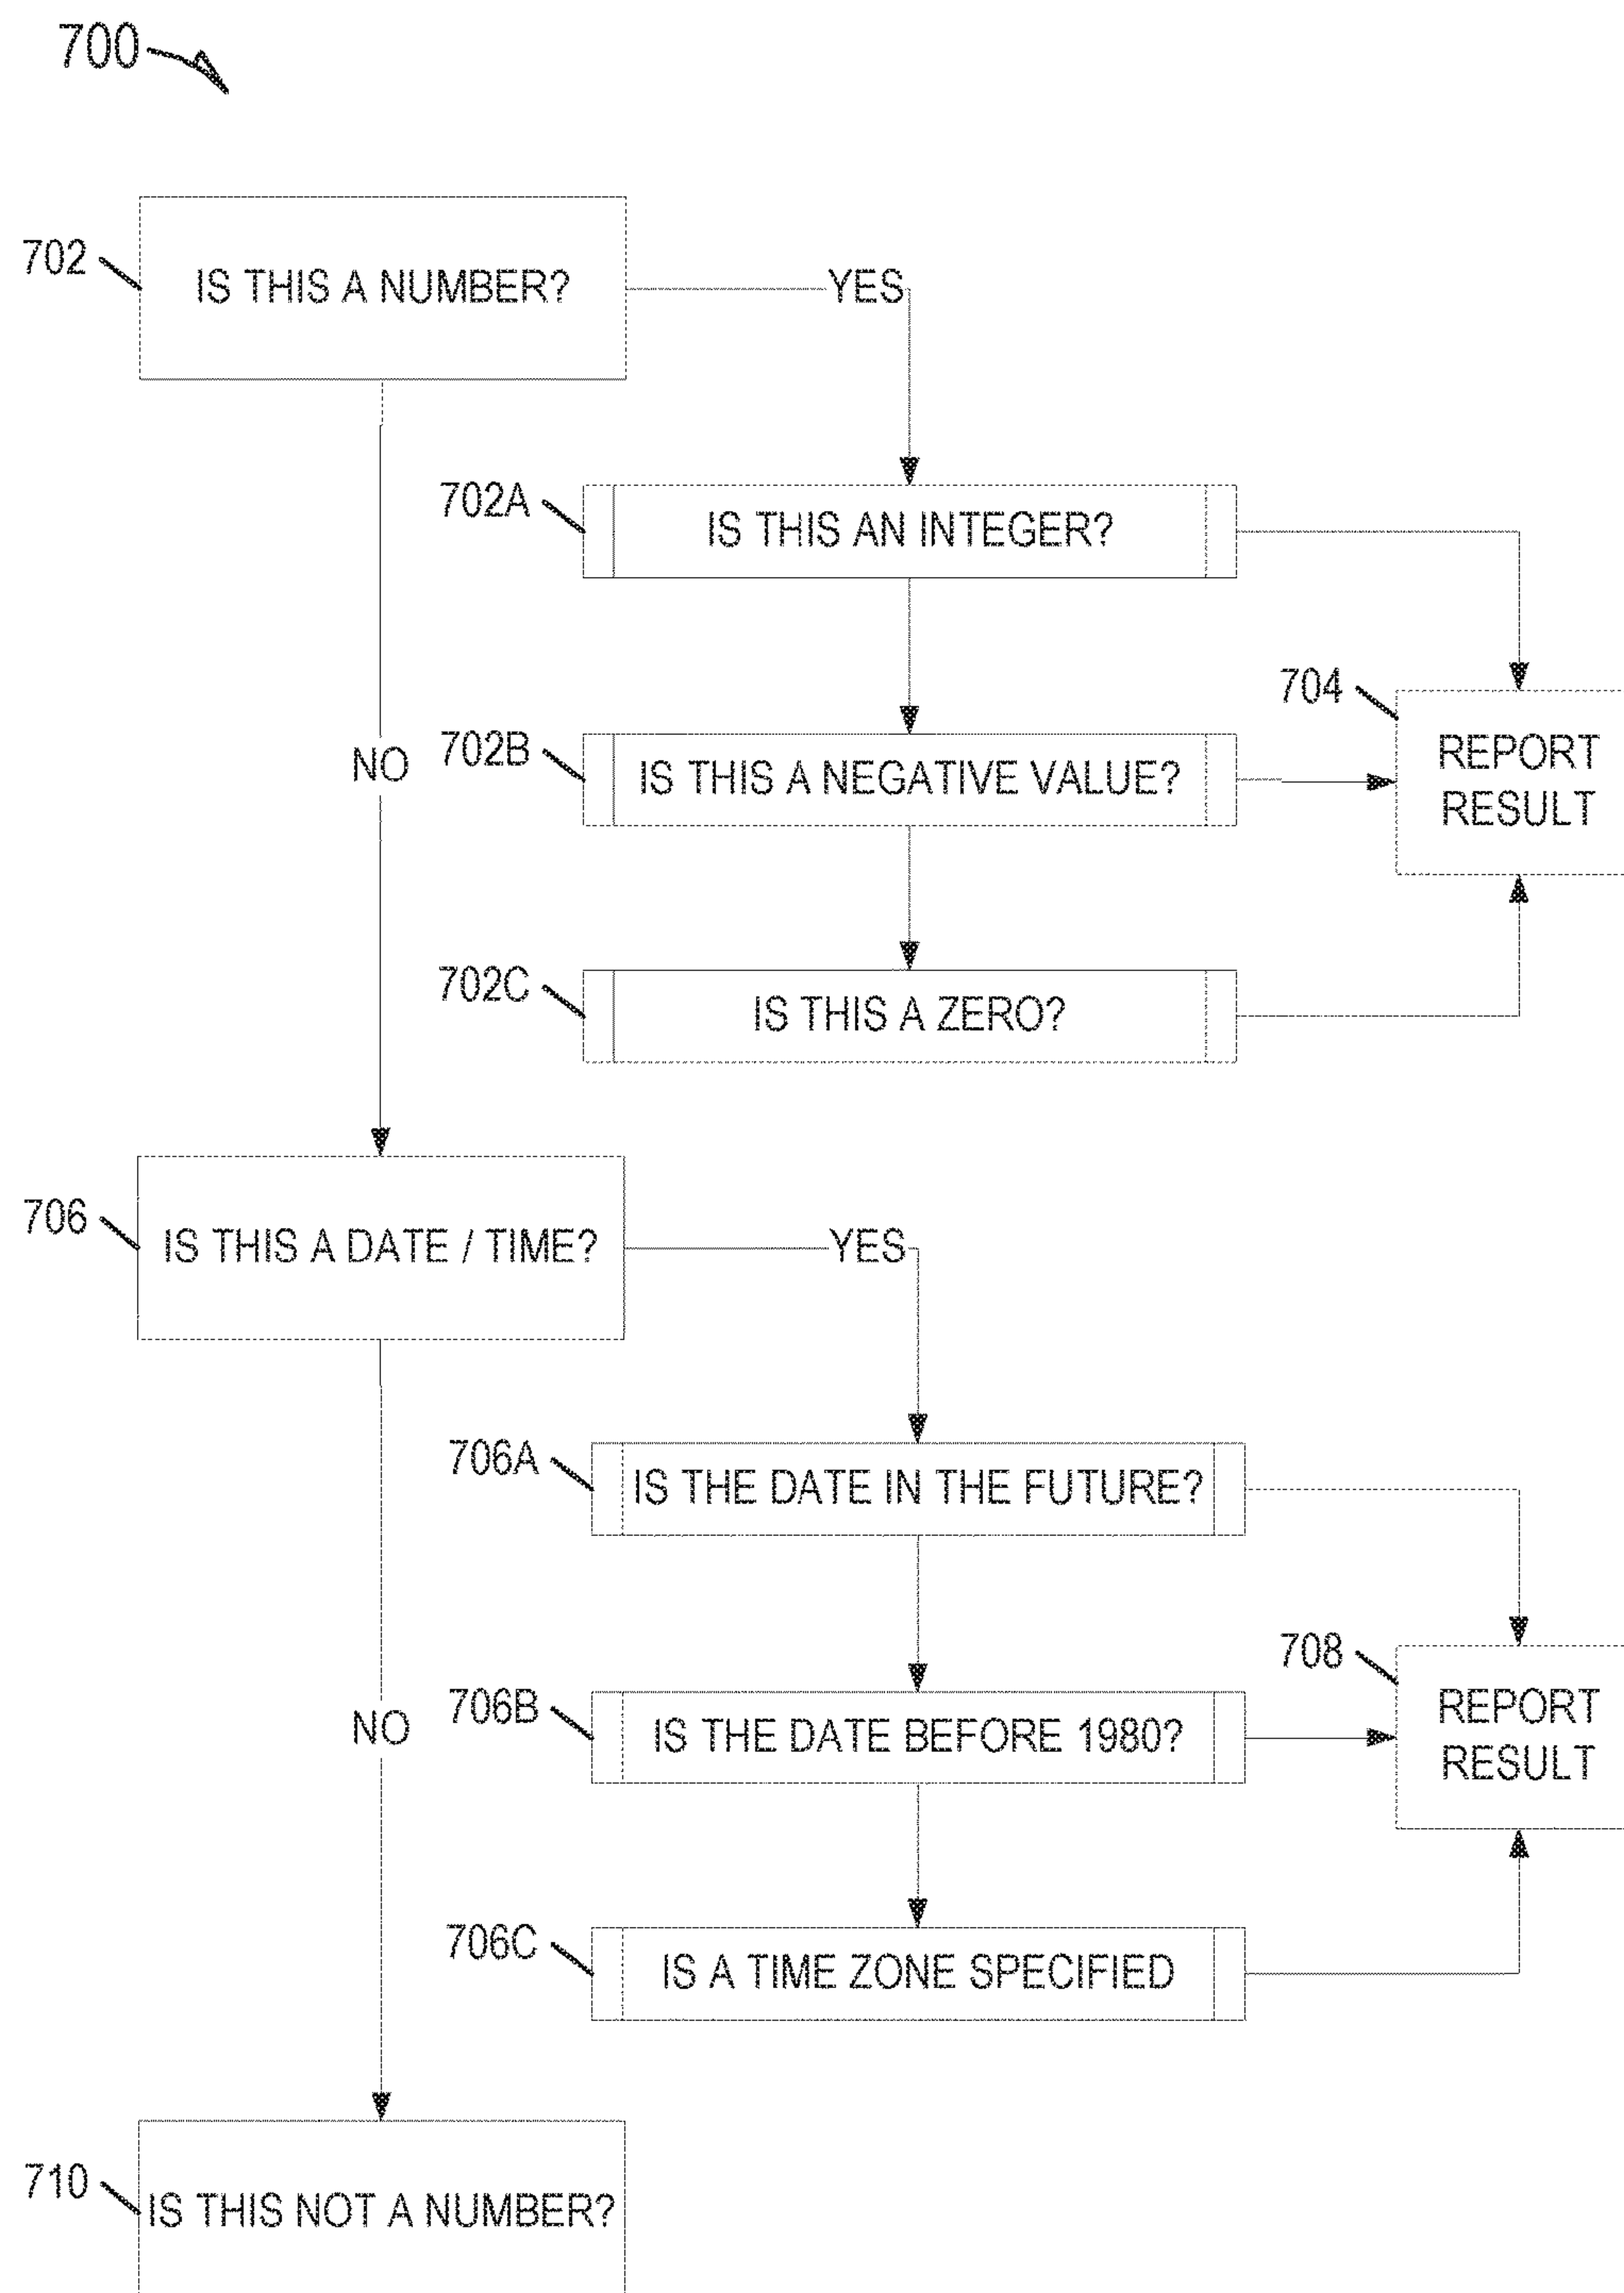 700
702
IS THIS A NUMBER?
YES
702A
IS THIS AN INTEGER?
704
REPORT
RESULT
NO
702B
IS THIS A NEGATIVE VALUE?
702C
IS THIS A ZERO?
706
IS THIS A DATE / TIME?
YES
706A
IS THE DATE IN THE FUTURE?
708
REPORT
RESULT
NO
706B
IS THE DATE BEFORE 1980?
706C
IS A TIME ZONE SPECIFIED
710
IS THIS NOT A NUMBER?